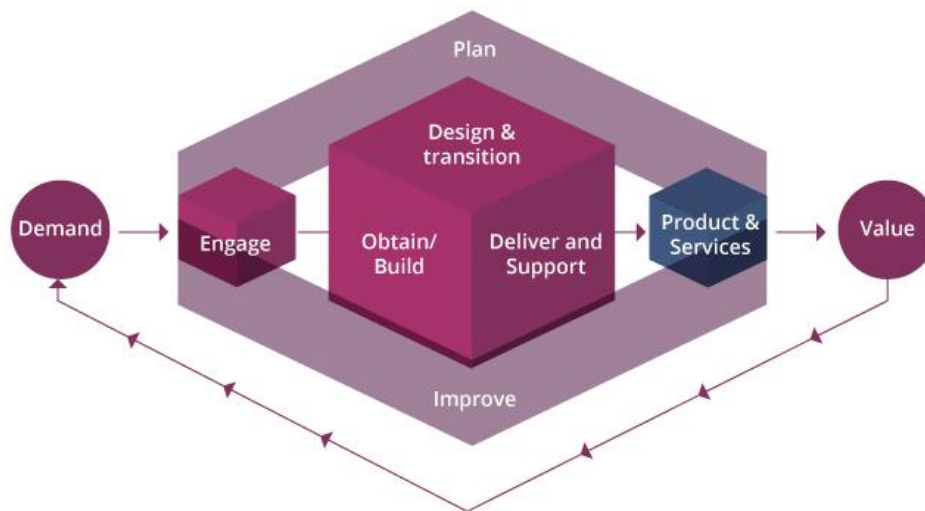 Plan
Design &
transition
Demand
Engage
Obtain/
Build
Deliver and
Support
Product &
Services
Value
Improve